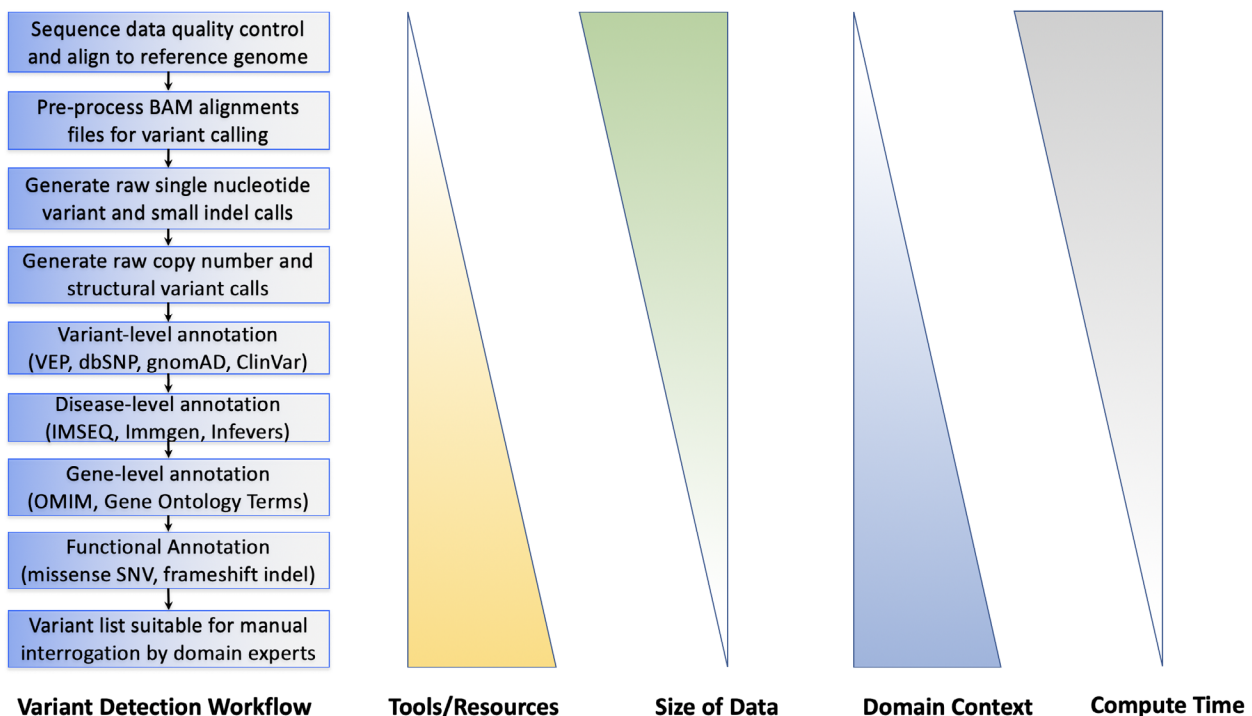 Sequence data quality control
and align to reference genome
Pre-process BAM alignments
files for variant calling
Generate raw single nucleotide
variant and small indel calls
Generate raw copy number and
structural variant calls
Variant-level annotation
(VEP, dbSNP, gnomAD, ClinVar)
Disease-level annotation
(IMSEQ, Immgen, Infevers)
Gene-level annotation
(OMIM, Gene Ontology Terms)
Functional Annotation
(missense SNV, frameshift indel)
Variant list suitable for manual
interrogation by domain experts
Variant Detection Workflow
Tools/Resources
Size of Data
Domain Context
Compute Time